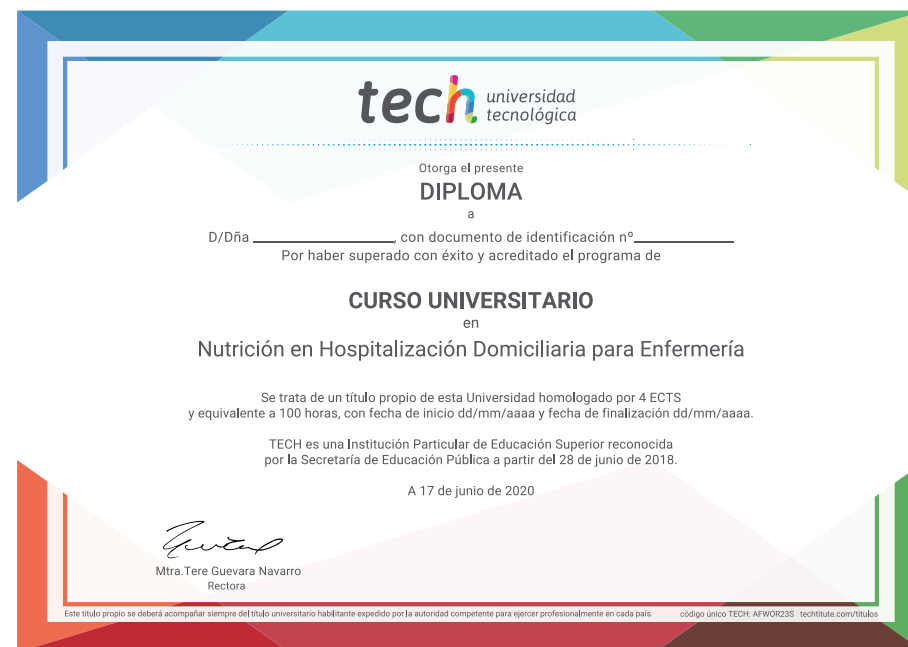 tech universidad
tecnológica
Otorga el presente
DIPLOMA
a
D/Dña ____________________, con documento de identificación nº______________
Por haber superado con éxito y acreditado el programa de
CURSO UNIVERSITARIO
en
Nutrición en Hospitalización Domiciliaria para Enfermería
Se trata de un título propio de esta Universidad homologado por 4 ECTS
y equivalente a 100 horas, con fecha de inicio dd/mm/aaaa y fecha de finalización dd/mm/aaaa.
TECH es una Institución Particular de Educación Superior reconocida
por la Secretaría de Educación Pública a partir del 28 de junio de 2018.
A 17 de junio de 2020
Mtra.Tere Guevara Navarro
Rectora
Este título propio se deberá acompañar siempre del título universitario habilitante expedido por la autoridad competente para ejercer profesionalmente en cada país. código único TECH: AFWOR23S techtitute.com/titulos